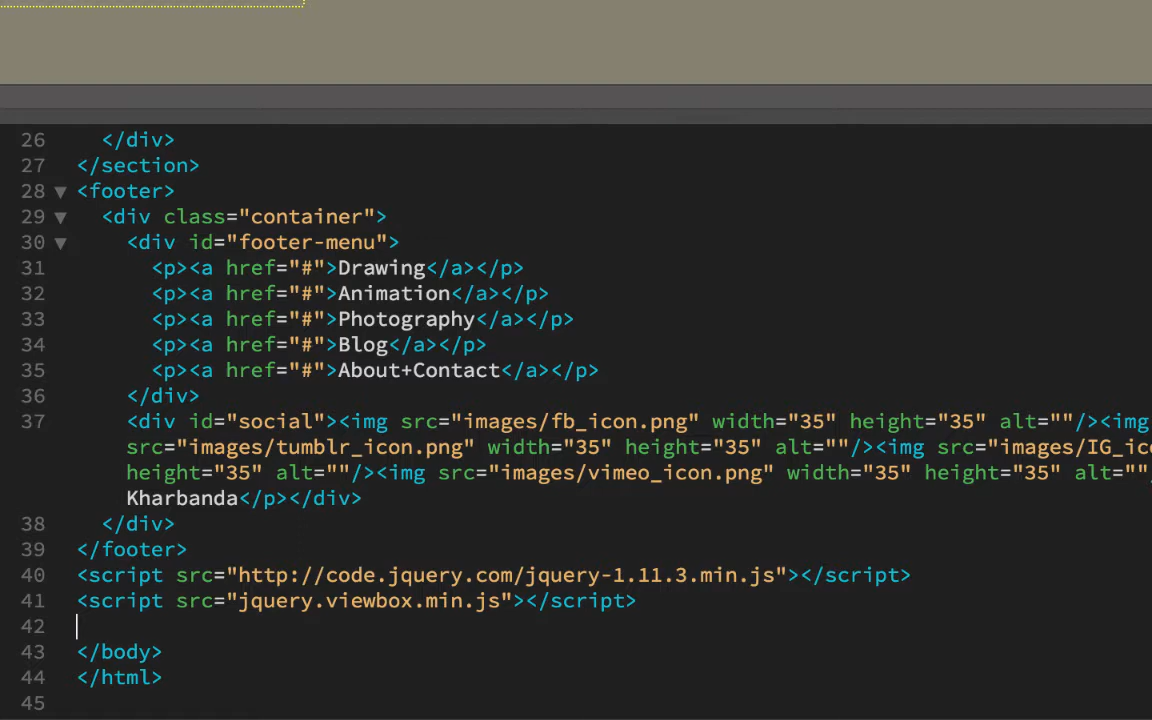 26 </div>
27 </section>
28 ▼ <footer>
29 ▼ <div class="container">
30 ▼ <div id="footer-menu">
31 <p><a href="#">Drawing</a></p>
32 <p><a href="#">Animation</a></p>
33 <p><a href="#">Photography</a></p>
34 <p><a href="#">Blog</a></p>
35 <p><a href="#">About+Contact</a></p>
36 </div>
37 <div id="social"><img src="images/fb_icon.png" width="35" height="35" alt=""/><img
src="images/tumblr_icon.png" width="35" height="35" alt=""/><img src="images/IG_ic
height="35" alt=""/><img src="images/vimeo_icon.png" width="35" height="35" alt=""
Kharbanda</p></div>
38 </div>
39 </footer>
40 <script src="http://code.jquery.com/jquery-1.11.3.min.js"></script>
41 <script src="jquery.viewbox.min.js"></script>
42
43 </body>
44 </html>
45